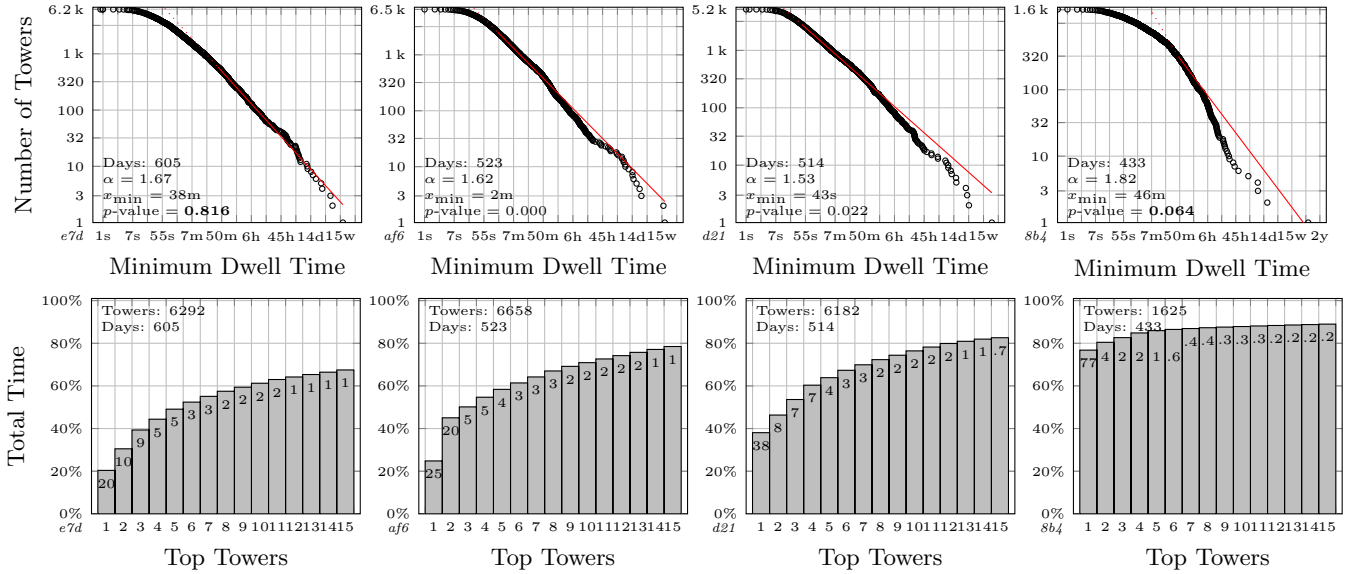 Number of Towers
6.2 k
1 k
320
100
32
10
3
1
Days: 605
α = 1.67
xmin = 38m
p-value = 0.816
e7d 1s 7s 55s 7m 50m 6h 45h 14d 15w
Minimum Dwell Time
6.6 k
1 k
320
100
32
10
3
1
Days: 523
α = 1.62
xmin = 2m
p-value = 0.000
af6 1s 7s 55s 7m 50m 6h 45h 14d 15w
Minimum Dwell Time
5.2 k
1 k
320
100
32
10
3
1
Days: 514
α = 1.53
xmin = 43s
p-value = 0.022
d21 1s 7s 55s 7m 50m 6h 45h 14d 15w
Minimum Dwell Time
1.6 k
320
100
32
10
3
1
Days: 433
α = 1.82
xmin = 46m
p-value = 0.064
8b4 1s 7s 55s 7m 50m 6h 45h 14d 15w 2y
Minimum Dwell Time
Total Time
100%
80%
60%
40%
20%
0%
Towers: 6292
Days: 605
20 10 9 5 5 3 3 2 2 2 2 1 1 1 1
e7d 1 2 3 4 5 6 7 8 9 10 11 12 13 14 15
Top Towers
100%
80%
60%
40%
20%
0%
Towers: 6658
Days: 523
25 20 5 5 4 3 3 3 2 2 2 2 2 1 1
af6 1 2 3 4 5 6 7 8 9 10 11 12 13 14 15
Top Towers
100%
80%
60%
40%
20%
0%
Towers: 6182
Days: 514
38 8 7 7 4 3 3 2 2 2 2 2 1 1 .7
d21 1 2 3 4 5 6 7 8 9 10 11 12 13 14 15
Top Towers
100%
80%
60%
40%
20%
0%
Towers: 1625
Days: 433
77 4 2 2 1 .6 .4 .4 .3 .3 .3 .2 .2 .2 .2
8b4 1 2 3 4 5 6 7 8 9 10 11 12 13 14 15
Top Towers